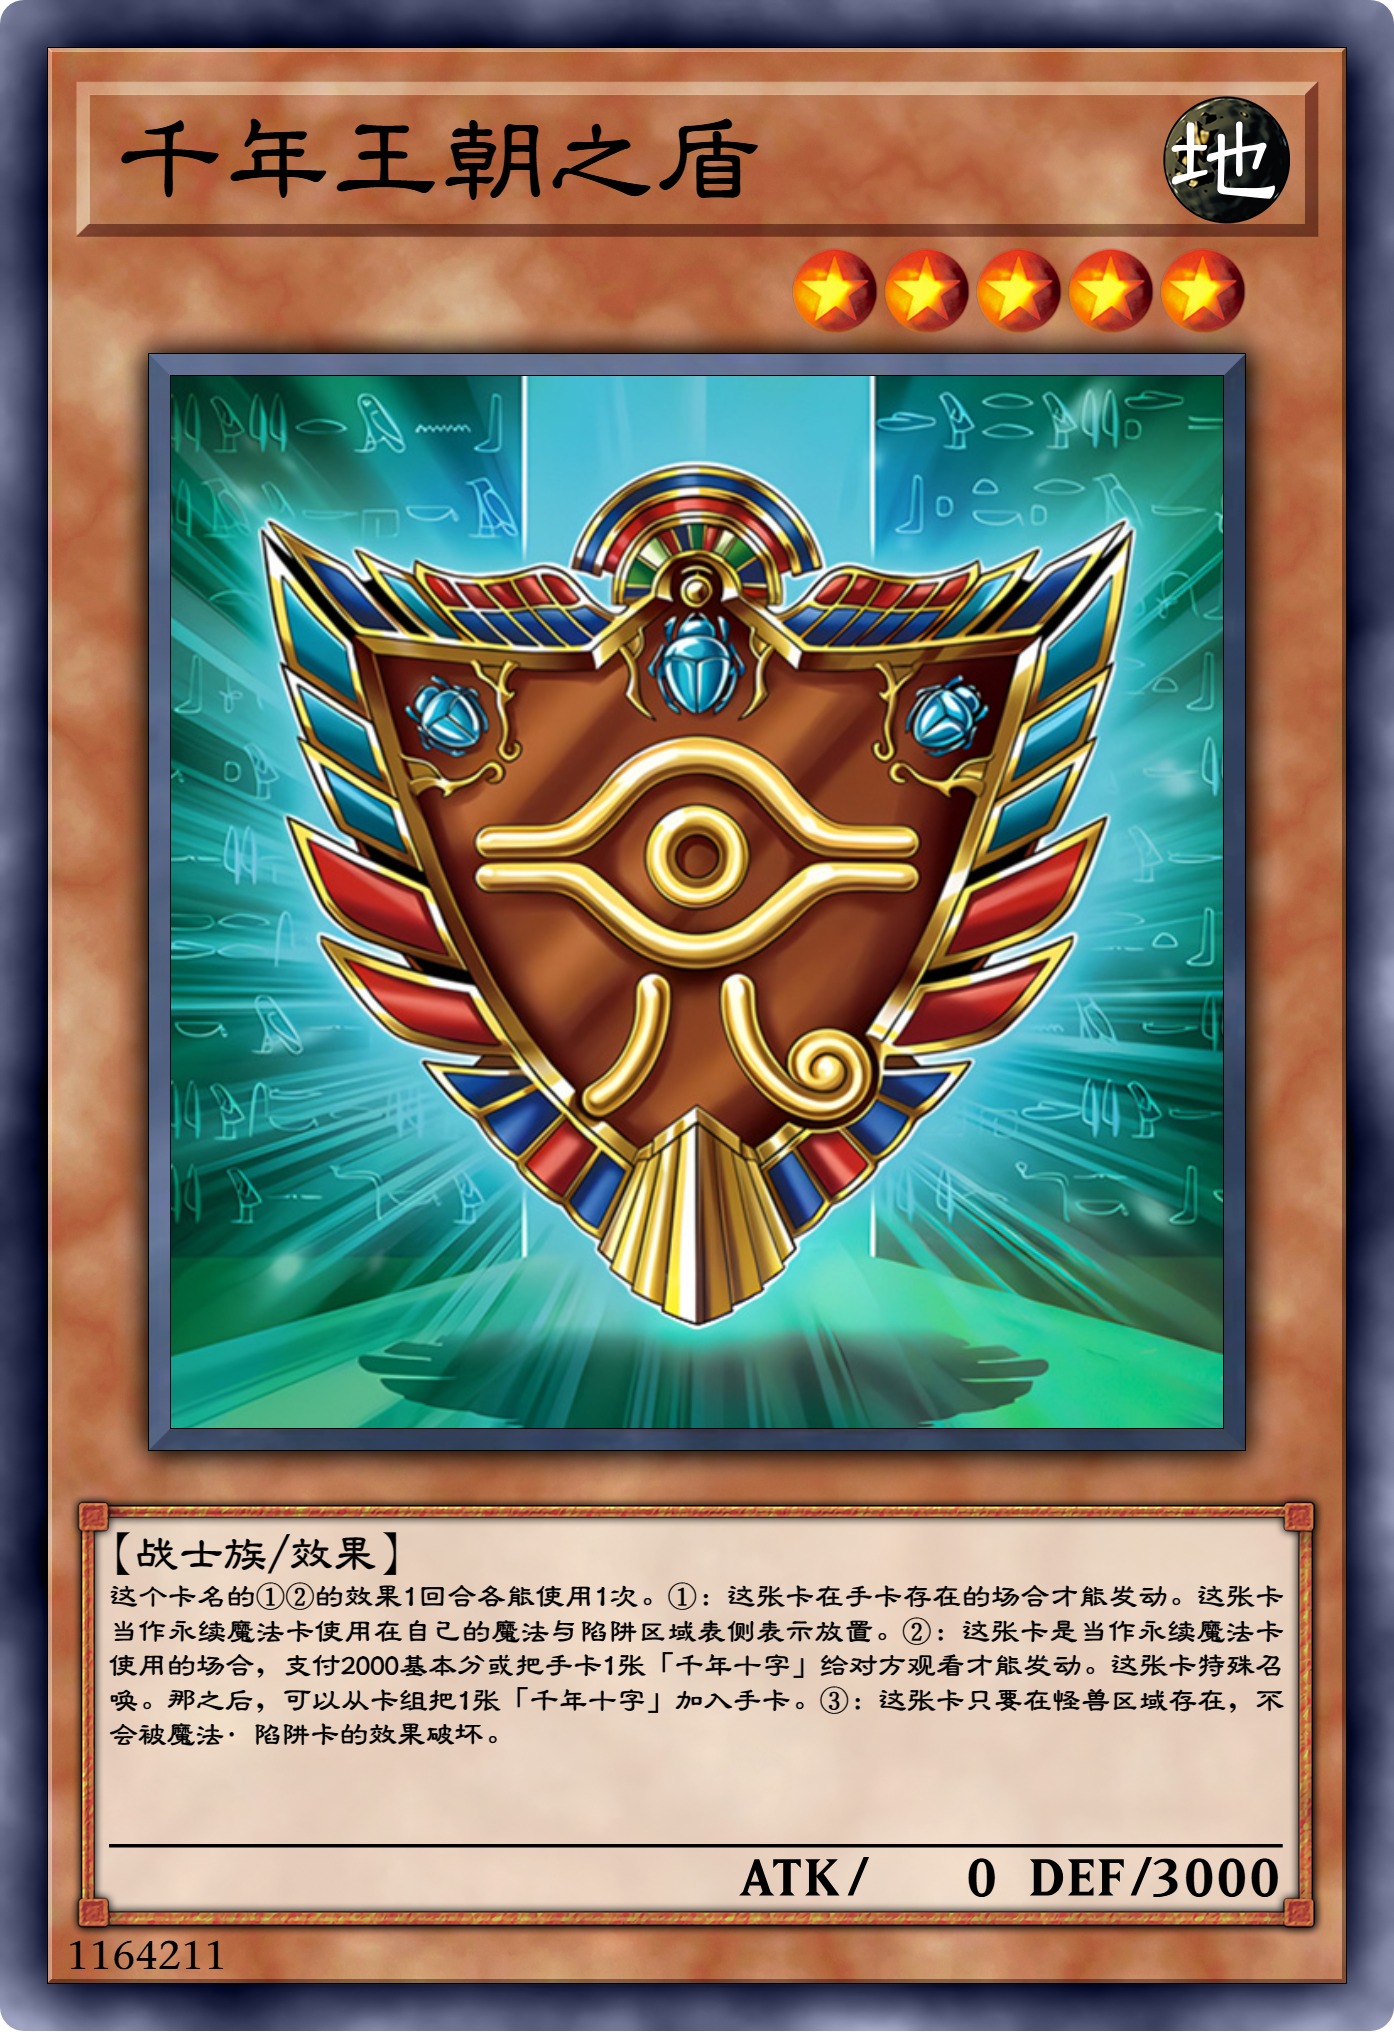 千年王朝之盾
地
【战士族/效果】
这个卡名的①②的效果1回合各能使用1次。①：这张卡在手卡存在的场合才能发动。这张卡
当作永续魔法卡使用在自己的魔法与陷阱区域表侧表示放置。②：这张卡是当作永续魔法卡
使用的场合，支付2000基本分或把手卡1张「千年十字」给对方观看才能发动。这张卡特殊召
唤。那之后，可以从卡组把1张「千年十字」加入手卡。③：这张卡只要在怪兽区域存在，不
会被魔法·陷阱卡的效果破坏。
ATK/ 0 DEF/3000
1164211